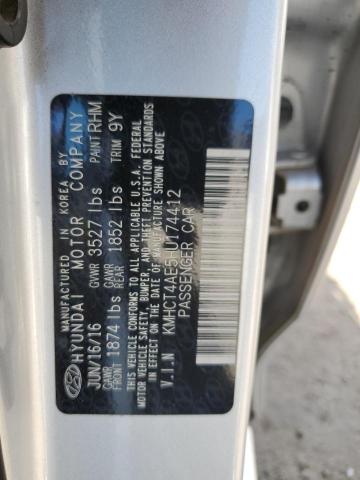 MANUFACTURED IN KOREA BY
HYUNDAI MOTOR COMPANY
JUN/16/16 GVWR 3527 lbs PAINT RHM
GAWR FRONT 1874 lbs GAWR REAR 1852 lbs TRIM 9Y
THIS VEHICLE CONFORMS TO ALL APPLICABLE U.S.A. FEDERAL
MOTOR VEHICLE SAFETY, BUMPER, AND THEFT PREVENTION
STANDARDS IN EFFECT ON THE DATE OF MANUFACTURE SHOWN ABOVE.
V.I.N KMHCT4AE5HU174412
PASSENGER CAR